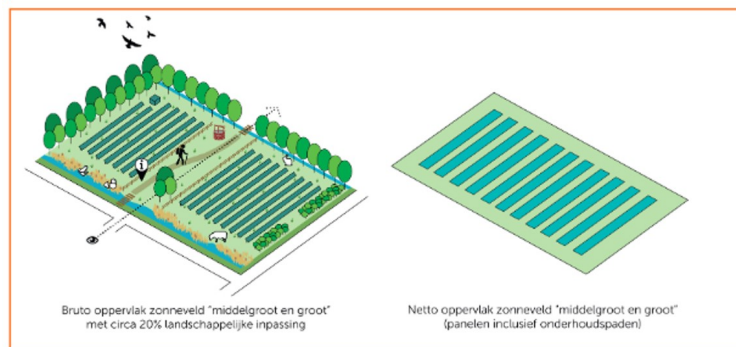 i
Bruto oppervlak zonneveld "middelgroot en groot"
met circa 20% landschappelijke inpassing
Netto oppervlak zonneveld "middelgroot en groot"
(panelen inclusief onderhoudspaden)